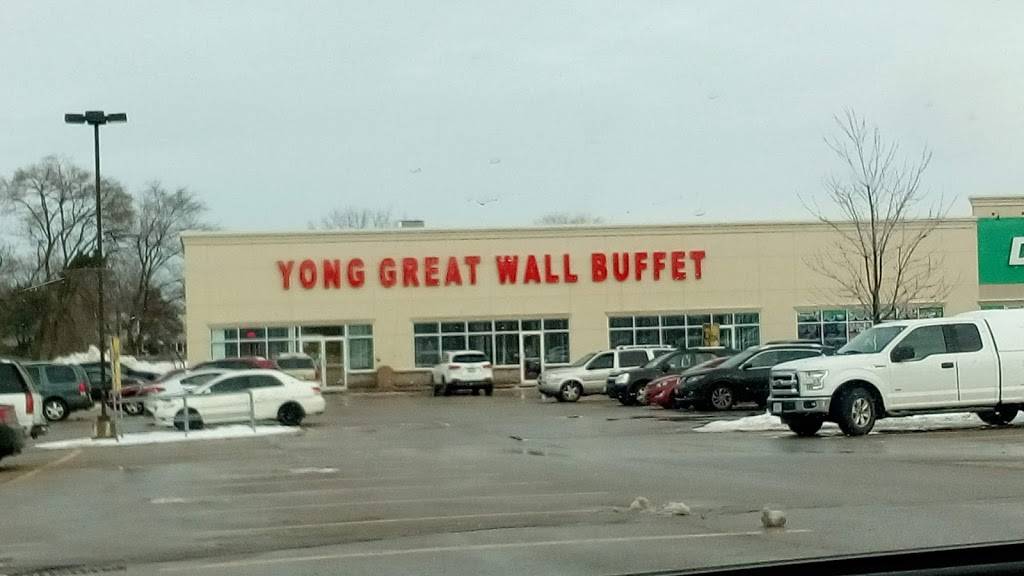 YONG GREAT WALL BUFFET